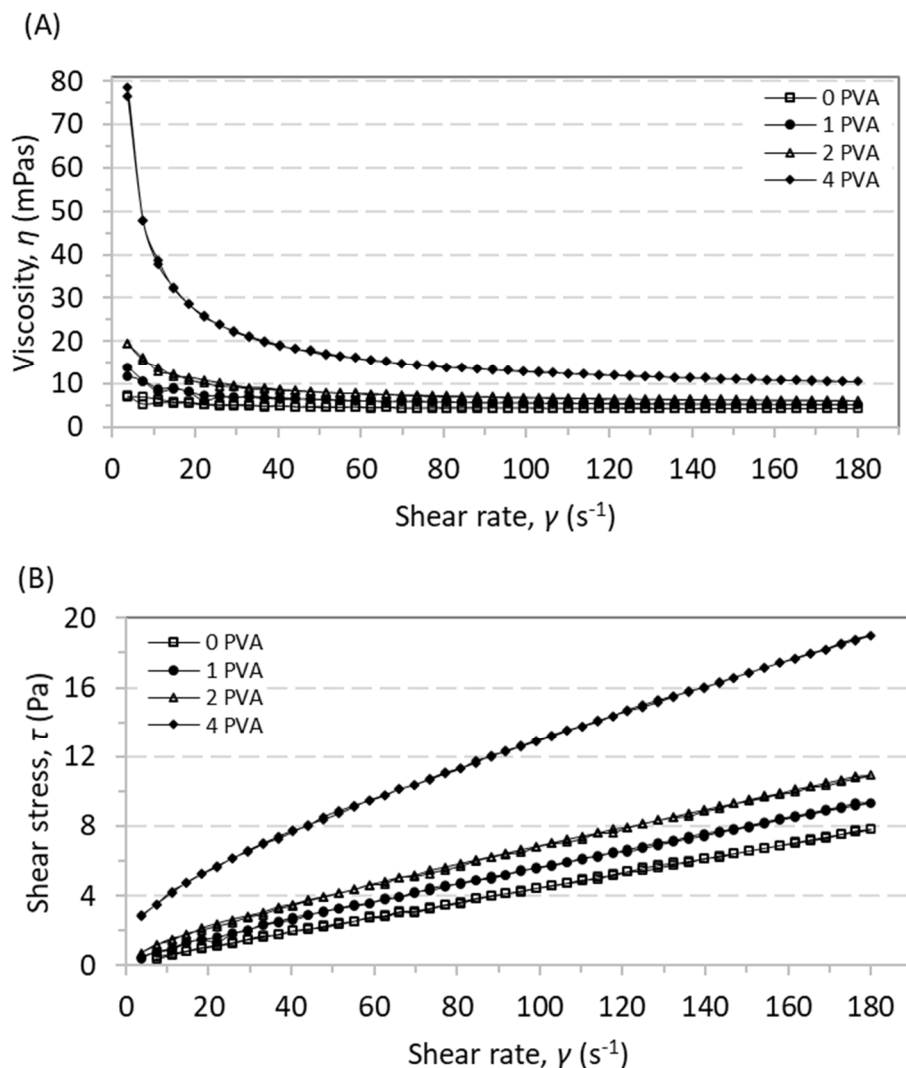 (A)
80
70
60
50
40
30
20
10
0
Viscosity, η (mPas)
0 PVA
1 PVA
2 PVA
4 PVA
0 20 40 60 80 100 120 140 160 180
Shear rate, γ (s⁻¹)
(B)
20
16
12
8
4
0
Shear stress, τ (Pa)
0 PVA
1 PVA
2 PVA
4 PVA
0 20 40 60 80 100 120 140 160 180
Shear rate, γ (s⁻¹)